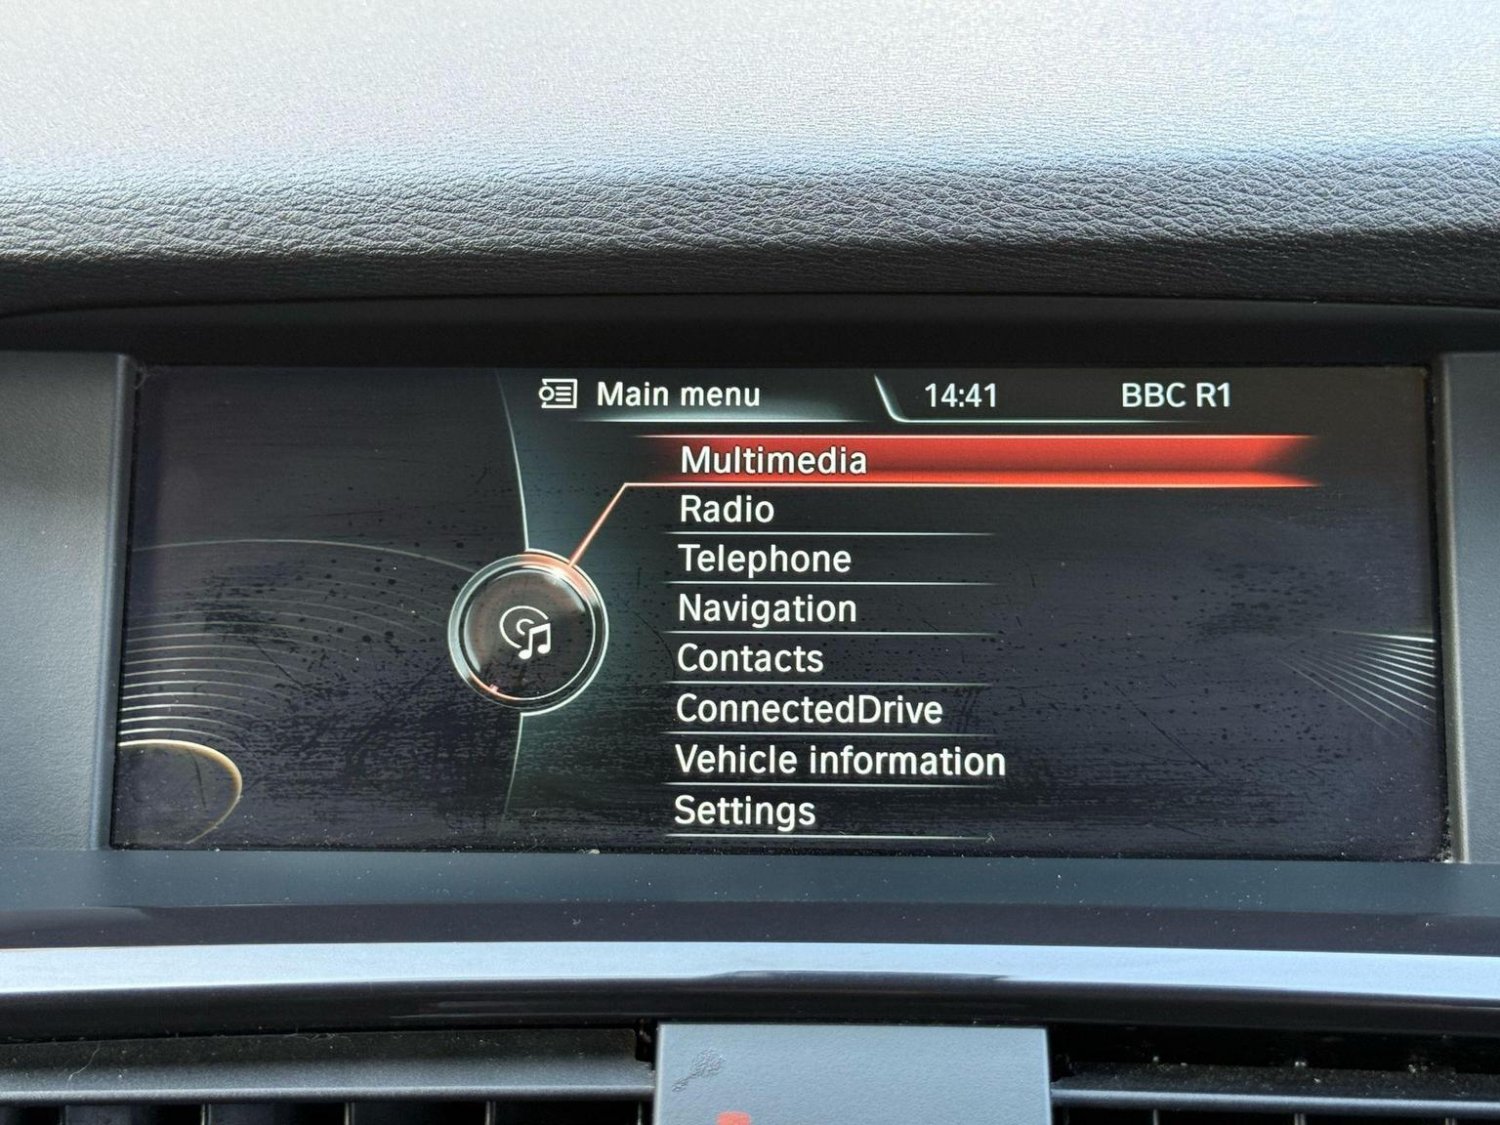 Main menu 14:41 BBC R1
Multimedia
Radio
Telephone
Navigation
Contacts
ConnectedDrive
Vehicle information
Settings